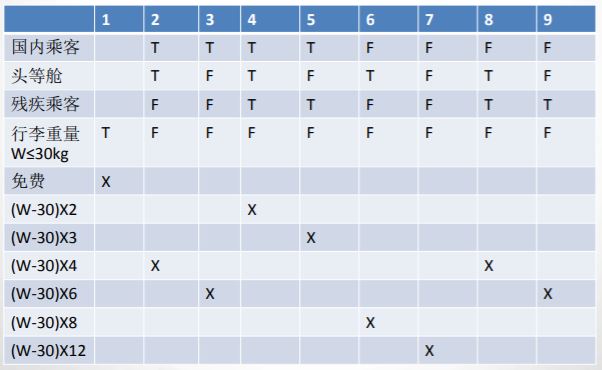 1 2 3 4 5 6 7 8 9
国内乘客 T T T T F F F F
头等舱 T F T F T F T F
残疾乘客 F F T T F F T T
行李重量 T F F F F F F F F
W≤30kg
免费 X
(W-30)X2 X
(W-30)X3 X
(W-30)X4 X X
(W-30)X6 X X
(W-30)X8 X
(W-30)X12 X